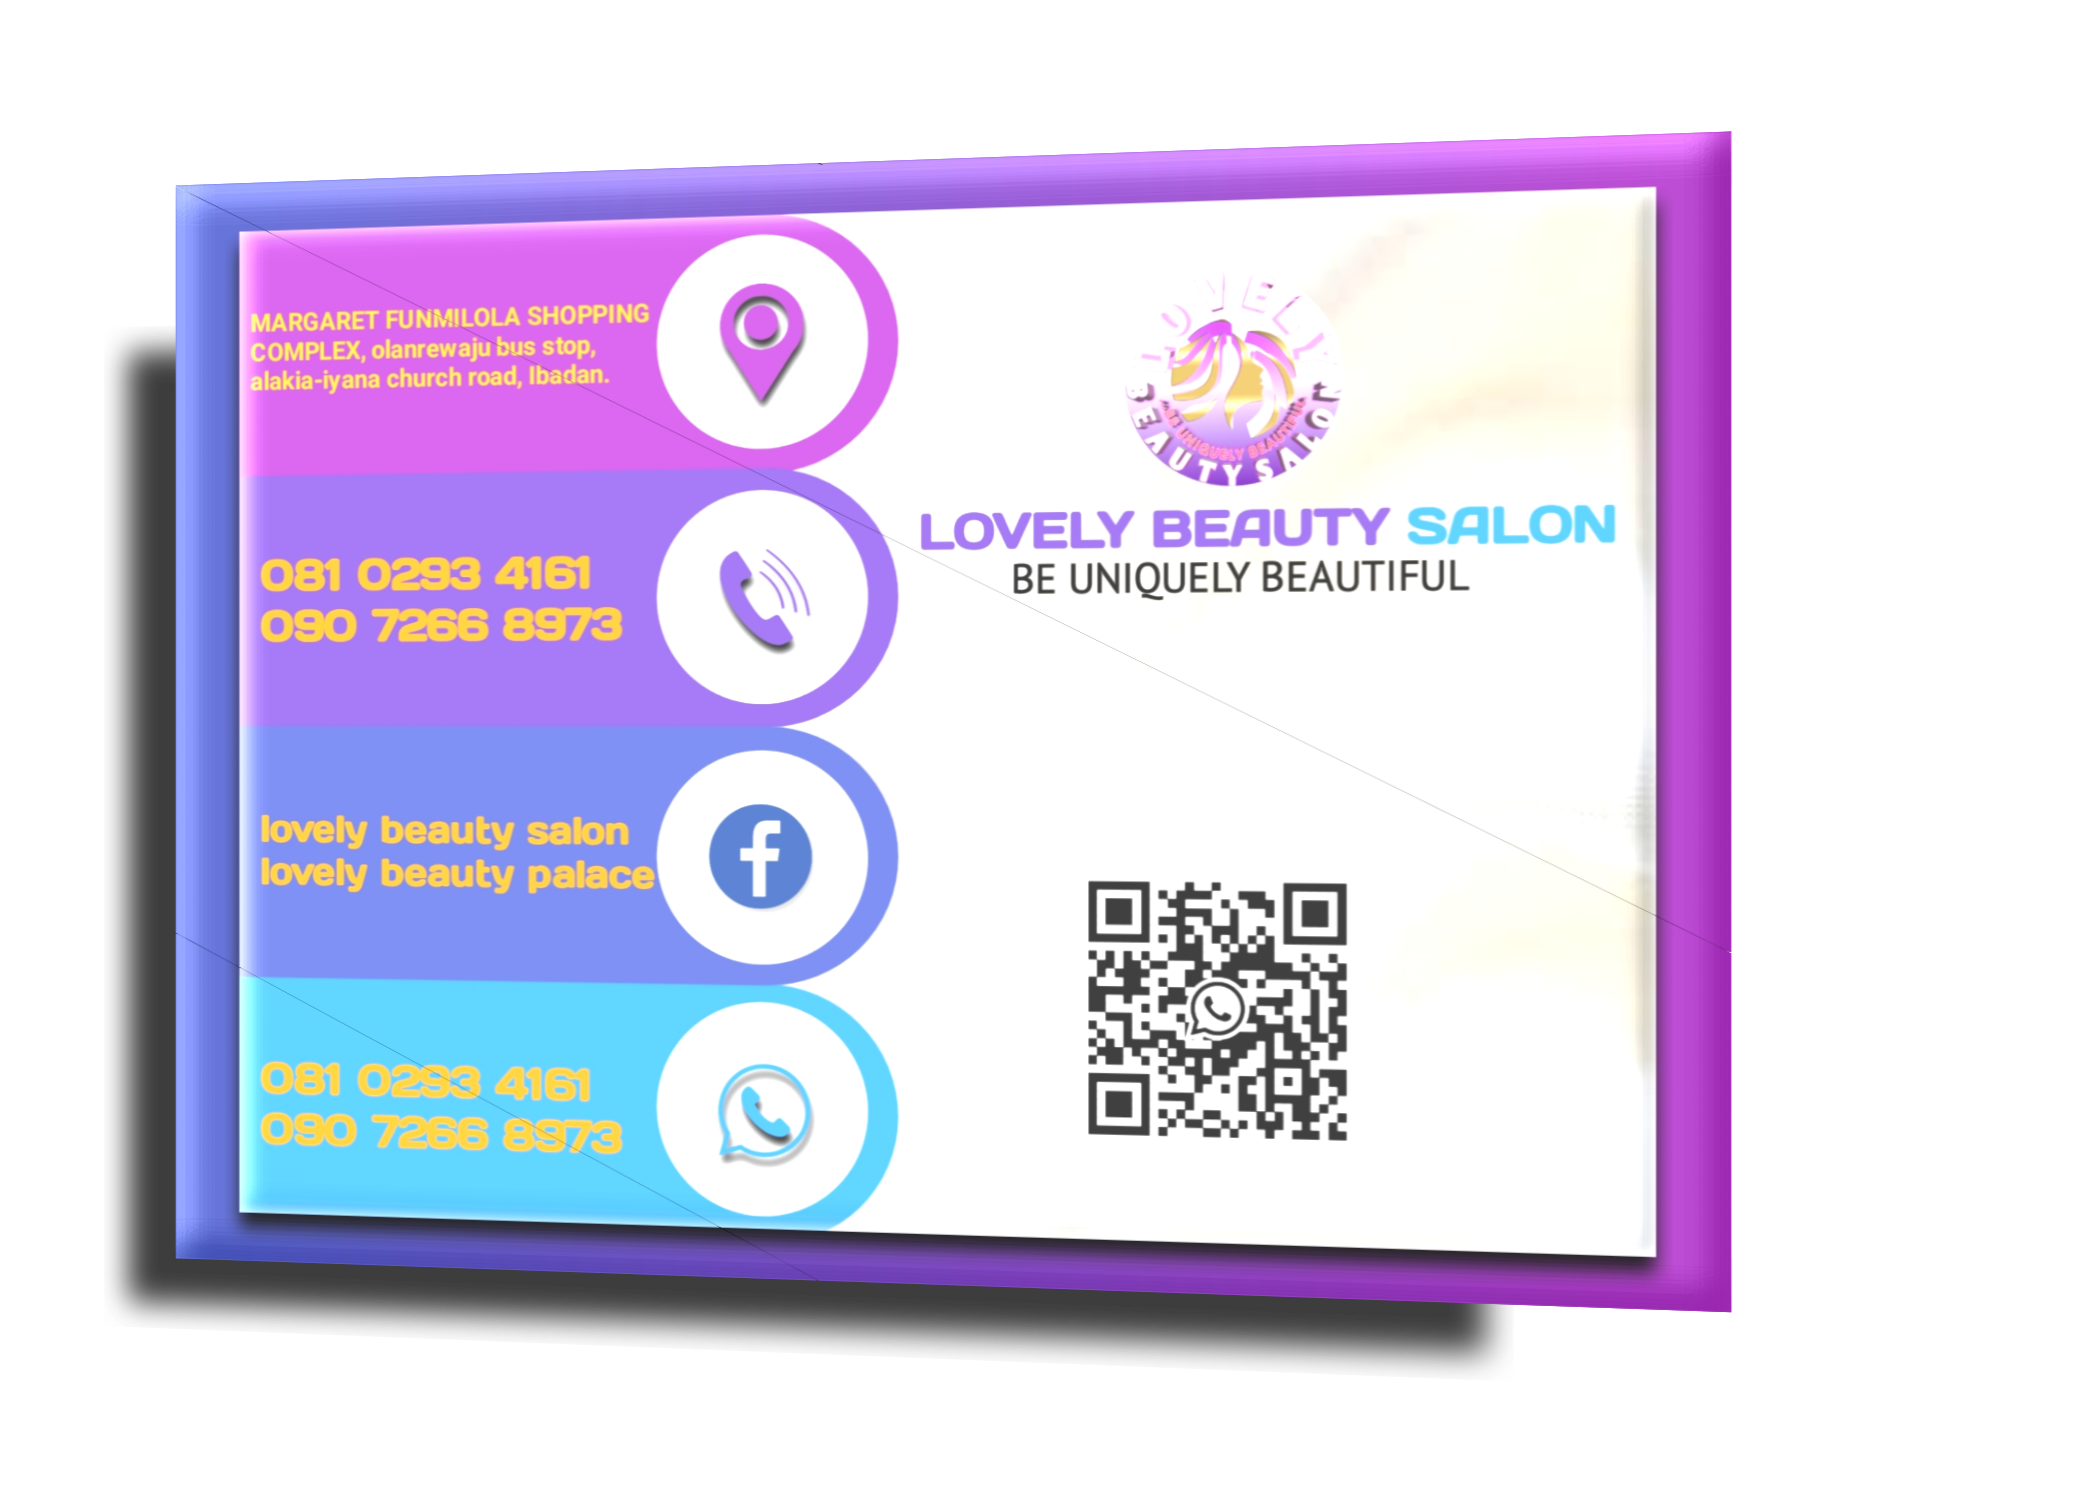 MARGARET FUNMILOLA SHOPPING
COMPLEX, olanrewaju bus stop,
alakia-iyana church road, Ibadan.
081 0293 4161
090 7266 8973
lovely beauty salon
lovely beauty palace
081 0293 4161
090 7266 8973
LOVELY
BE UNIQUELY BEAUTIFUL
BEAUTY SALON
LOVELY BEAUTY SALON
BE UNIQUELY BEAUTIFUL